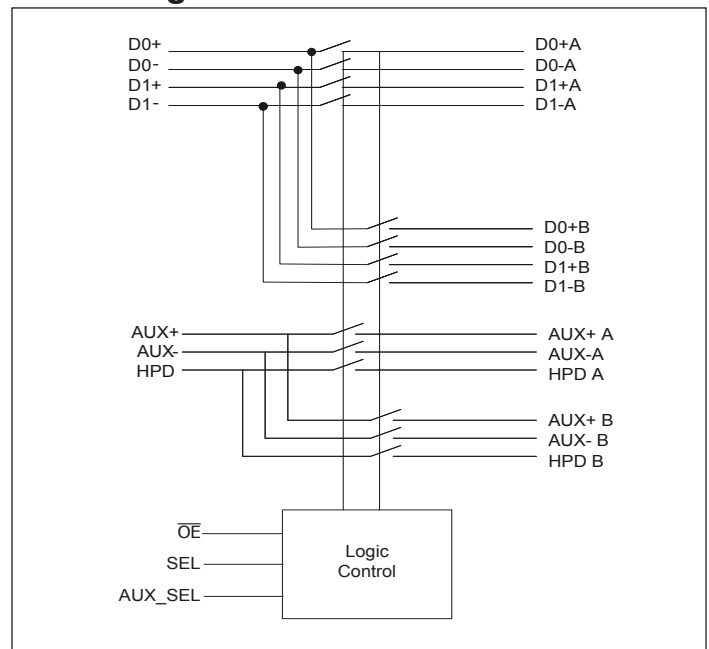 D0+ D0+A
D0- D0-A
D1+ D1+A
D1- D1-A
D0+B
D0-B
D1+B
D1-B
AUX+ AUX+ A
AUX- AUX-A
HPD HPD A
AUX+ B
AUX- B
HPD B
O̅E̅
SEL
AUX_SEL
Logic
Control